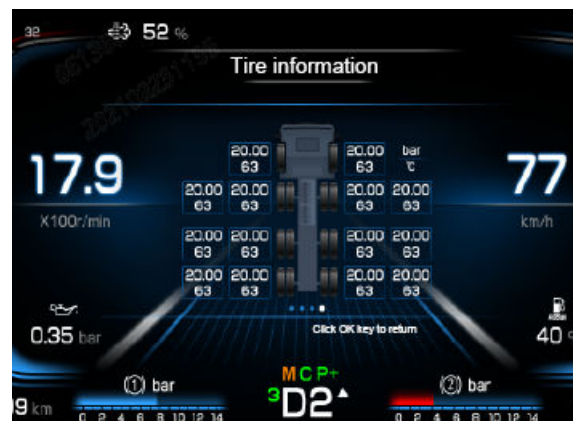 32
52 %
Tire information
20.00 20.00 bar
63 63 ℃
17.9
77
20.00 20.00 20.00 20.00
63 63 63 63
X100r/min
km/h
20.00 20.00 20.00 20.00
63 63 63 63
20.00 20.00 20.00 20.00
63 63 63 63
0.35 bar
40
Click OK key to return
M C P+
(1) bar
(2) bar
3 D2
9 km
0 2 4 6 8 10 12 14
0 2 4 6 8 10 12 14